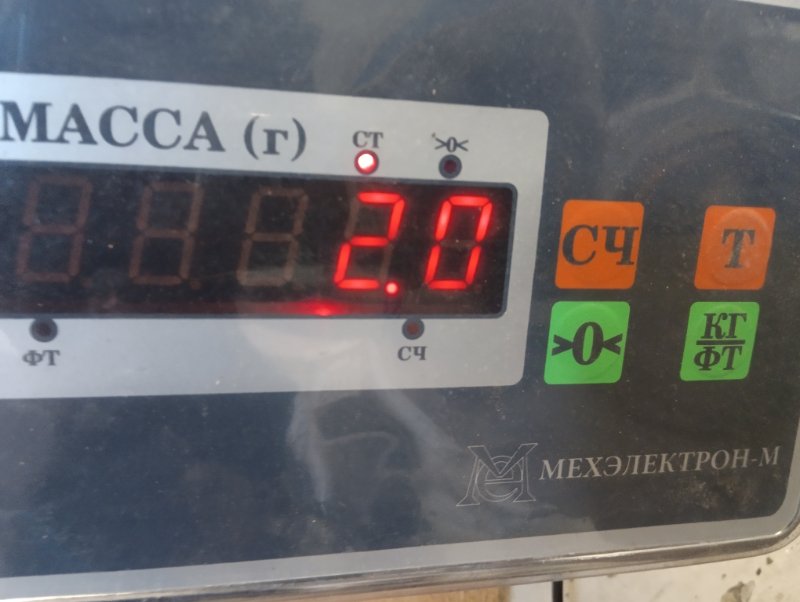 МАССА (г)
СТ
>0<
2.0
ФТ
СЧ
СЧ
Т
>0<
КГ
ФТ
МЕХЭЛЕКТРОН-М